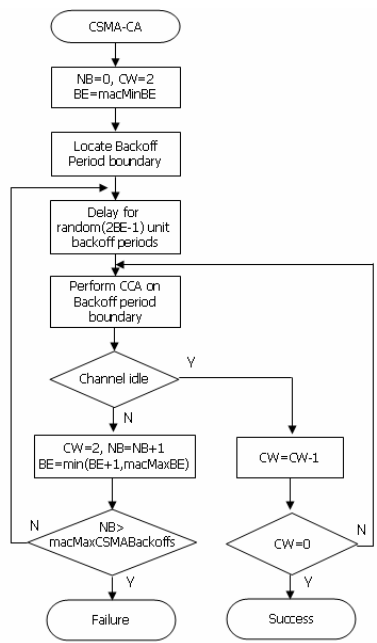 CSMA-CA
NB=0, CW=2
BE=macMinBE
Locate Backoff
Period boundary
Delay for
random(2BE-1) unit
backoff periods
Perform CCA on
Backoff period
boundary
Channel idle
Y
N
CW=2, NB=NB+1
BE=min(BE+1,macMaxBE)
CW=CW-1
N
NB>
macMaxCSMABackoffs
N
CW=0
Y
Y
Failure
Success